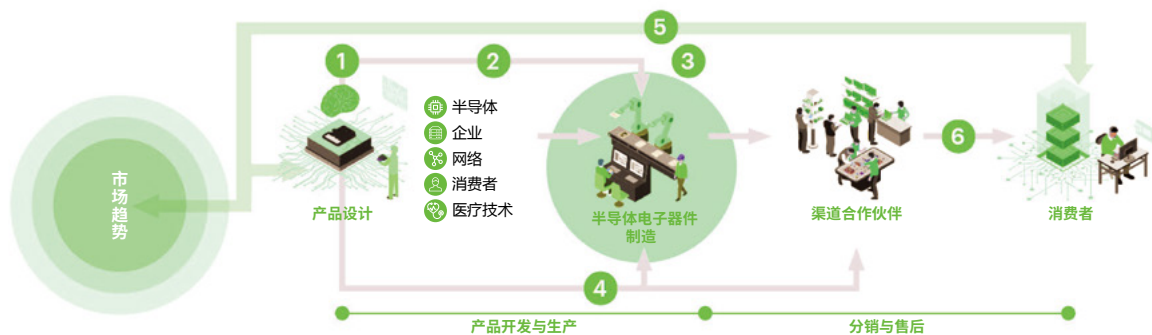 5
1
2
3
半导体
企业
网络
消费者
医疗技术
6
市场趋势
产品设计
半导体电子器件
制造
渠道合作伙伴
消费者
4
产品开发与生产
分销与售后